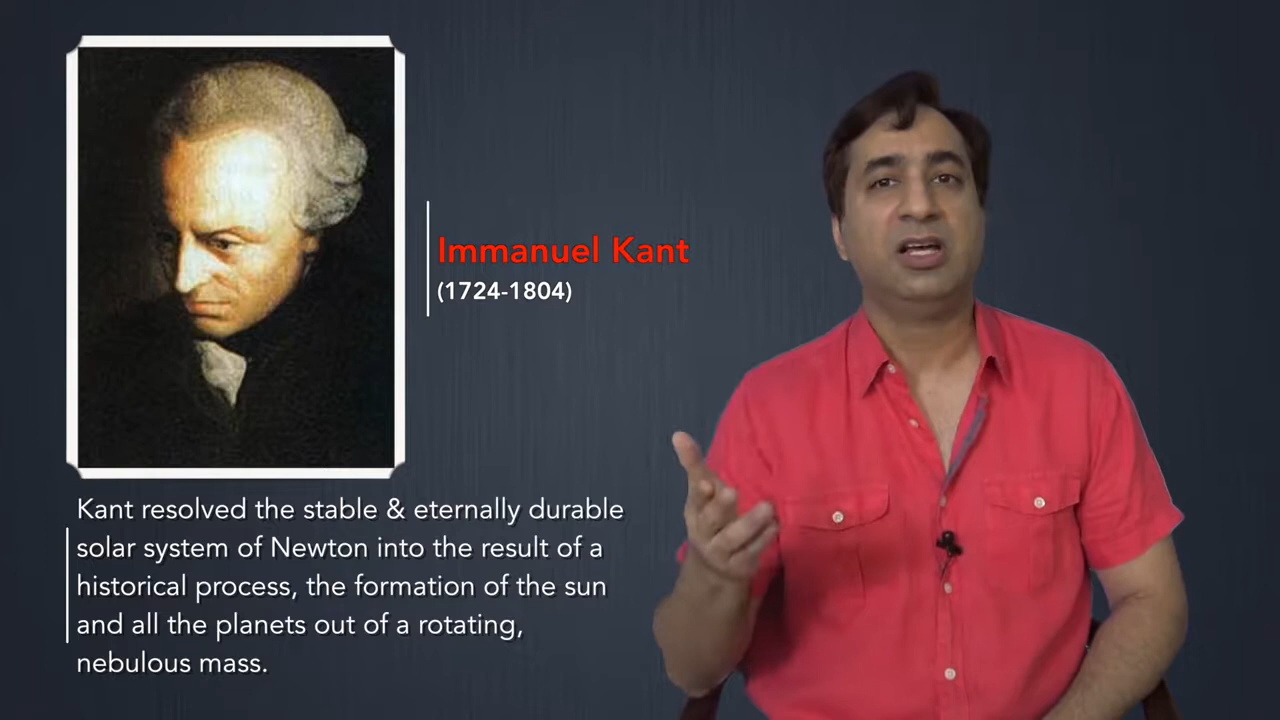 Immanuel Kant
(1724-1804)
Kant resolved the stable & eternally durable
solar system of Newton into the result of a
historical process, the formation of the sun
and all the planets out of a rotating,
nebulous mass.